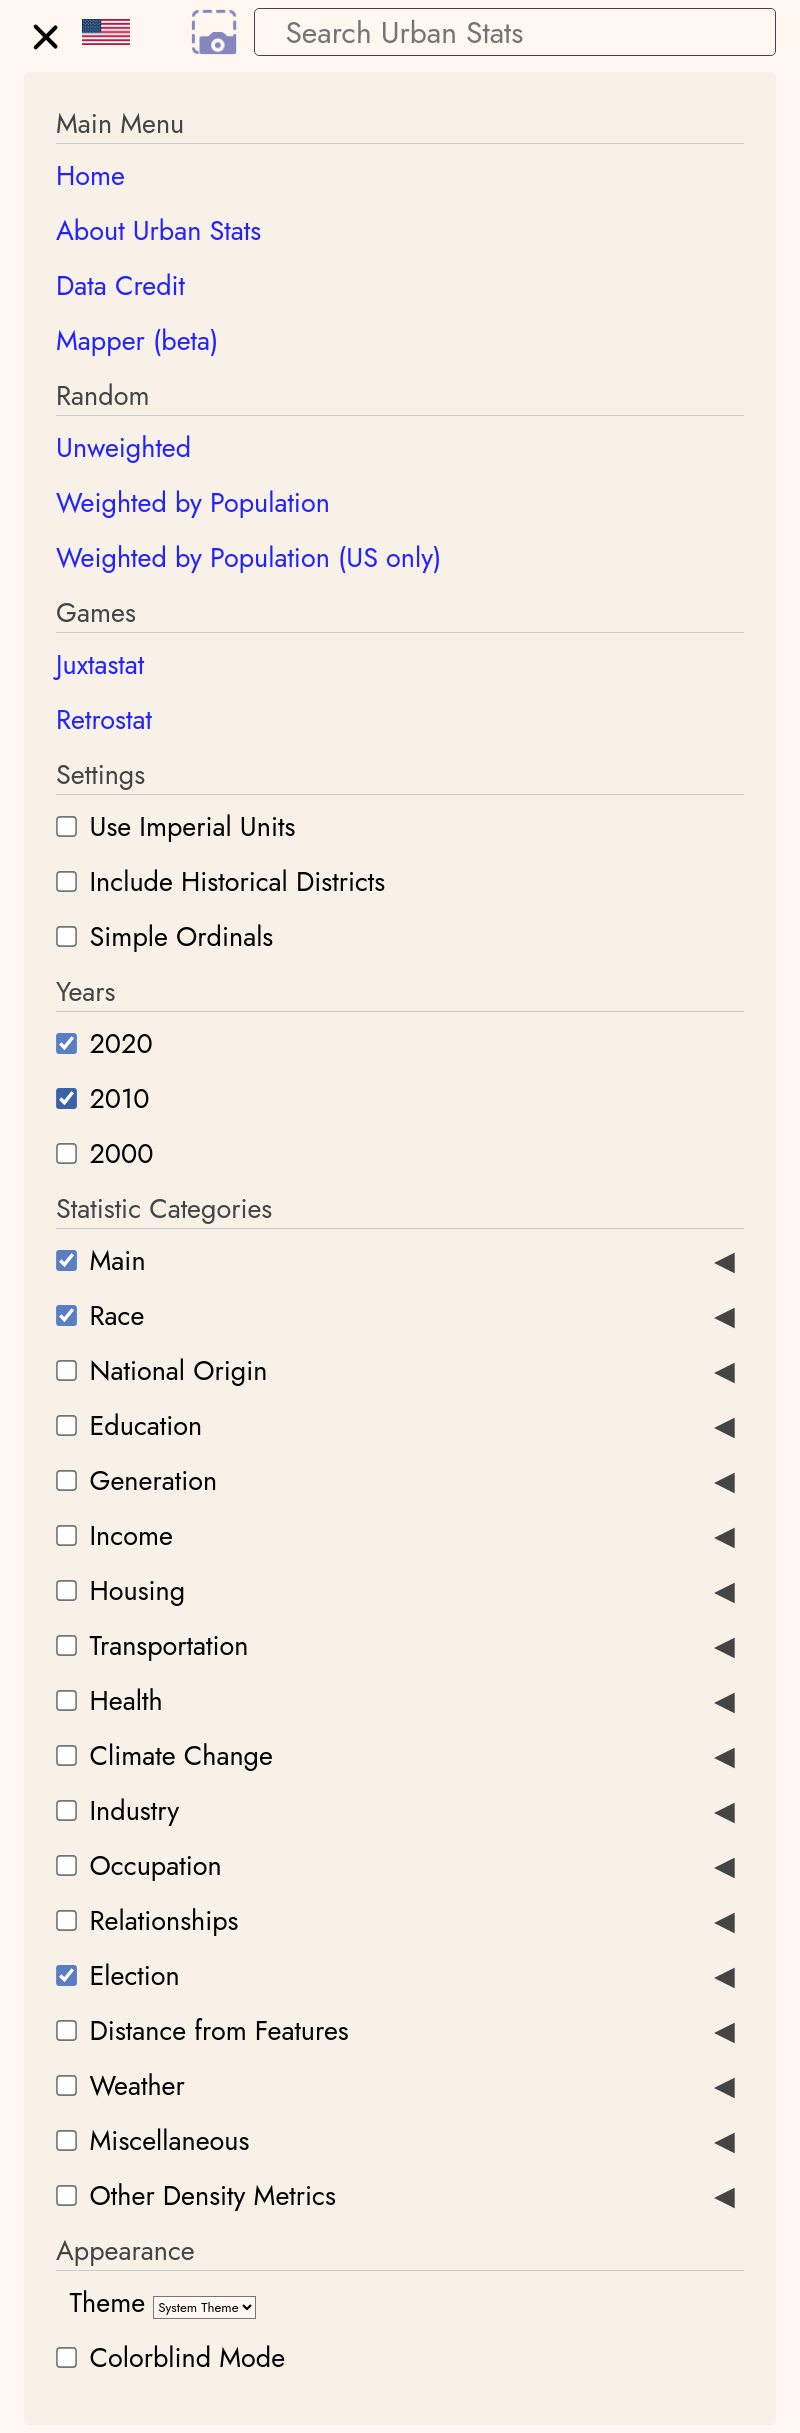 Search Urban Stats
Main Menu
Home
About Urban Stats
Data Credit
Mapper (beta)
Random
Unweighted
Weighted by Population
Weighted by Population (US only)
Games
Juxtastat
Retrostat
Settings
Use Imperial Units
Include Historical Districts
Simple Ordinals
Years
2020
2010
2000
Statistic Categories
Main
Race
National Origin
Education
Generation
Income
Housing
Transportation
Health
Climate Change
Industry
Occupation
Relationships
Election
Distance from Features
Weather
Miscellaneous
Other Density Metrics
Appearance
Theme System Theme
Colorblind Mode